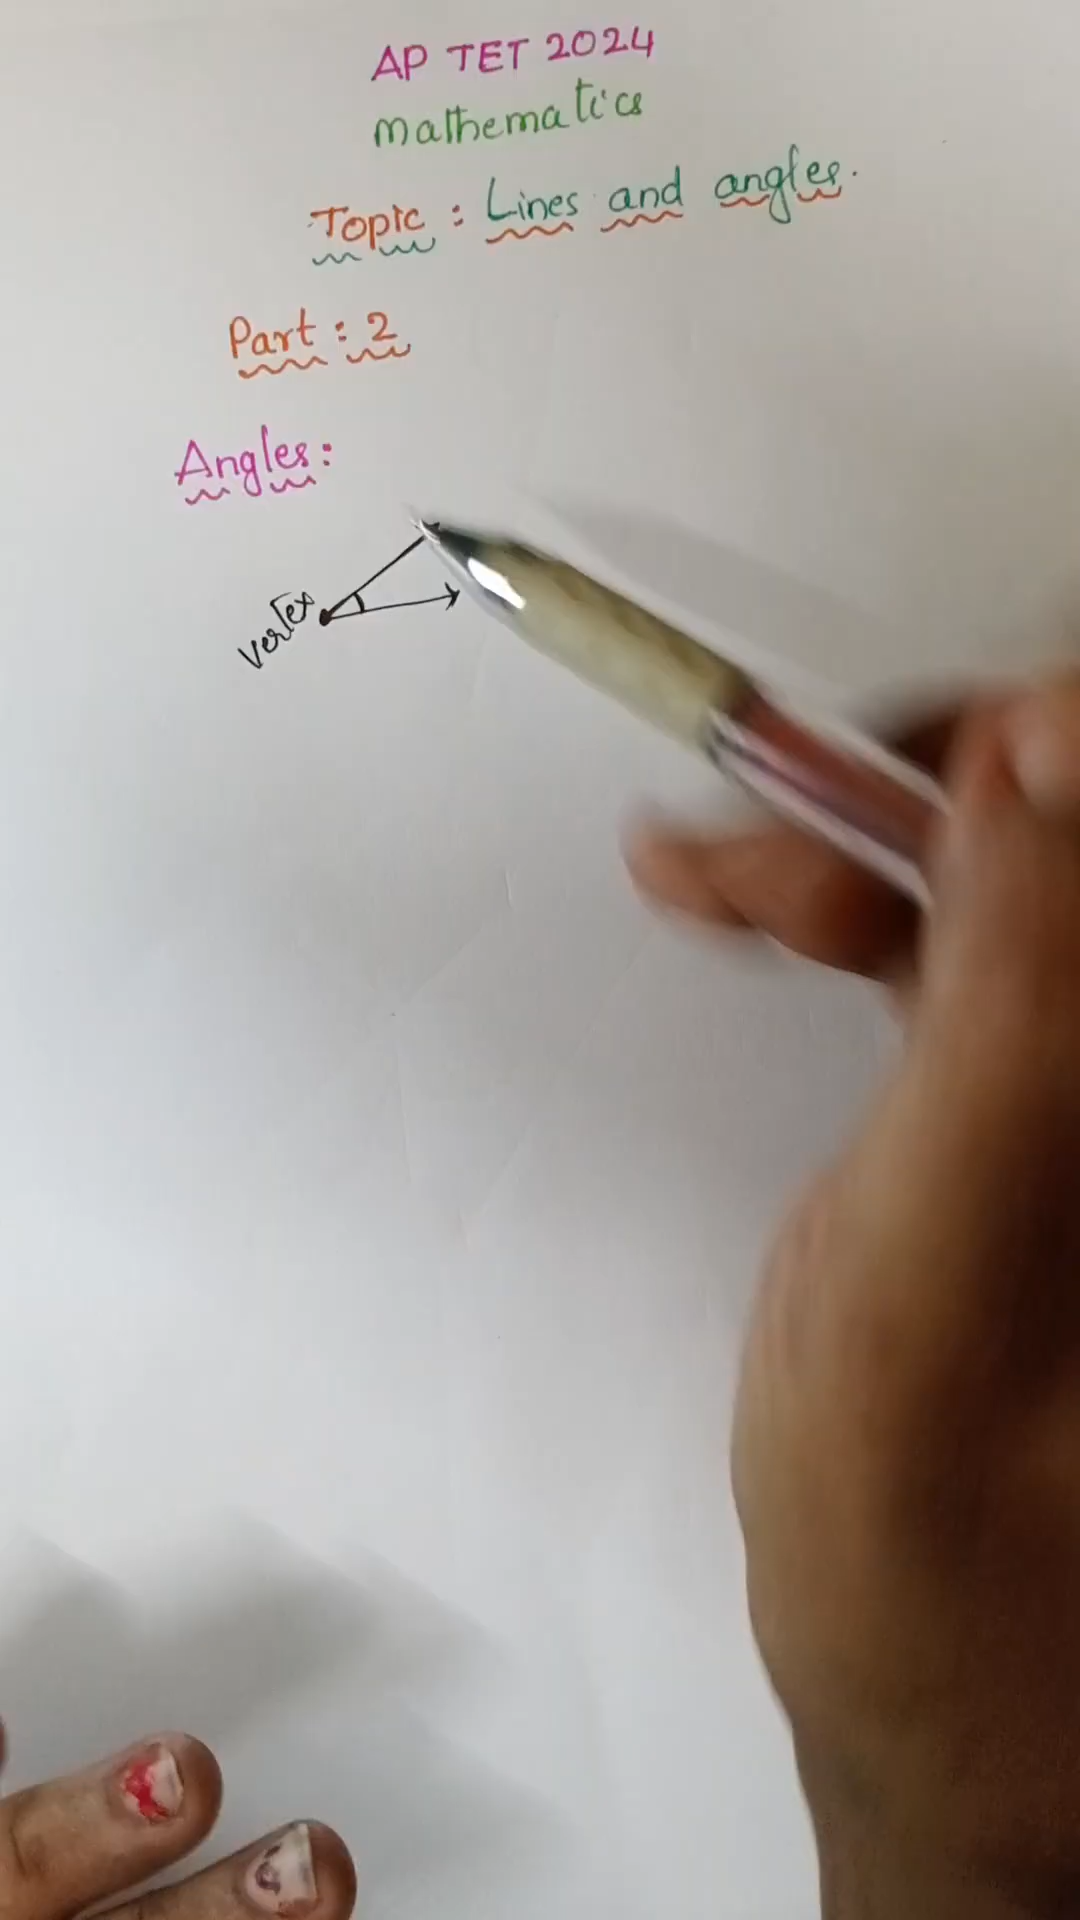 AP TET 2024
Mathematics
Topic : Lines and angles.
Part : 2
Angles :
Vertex